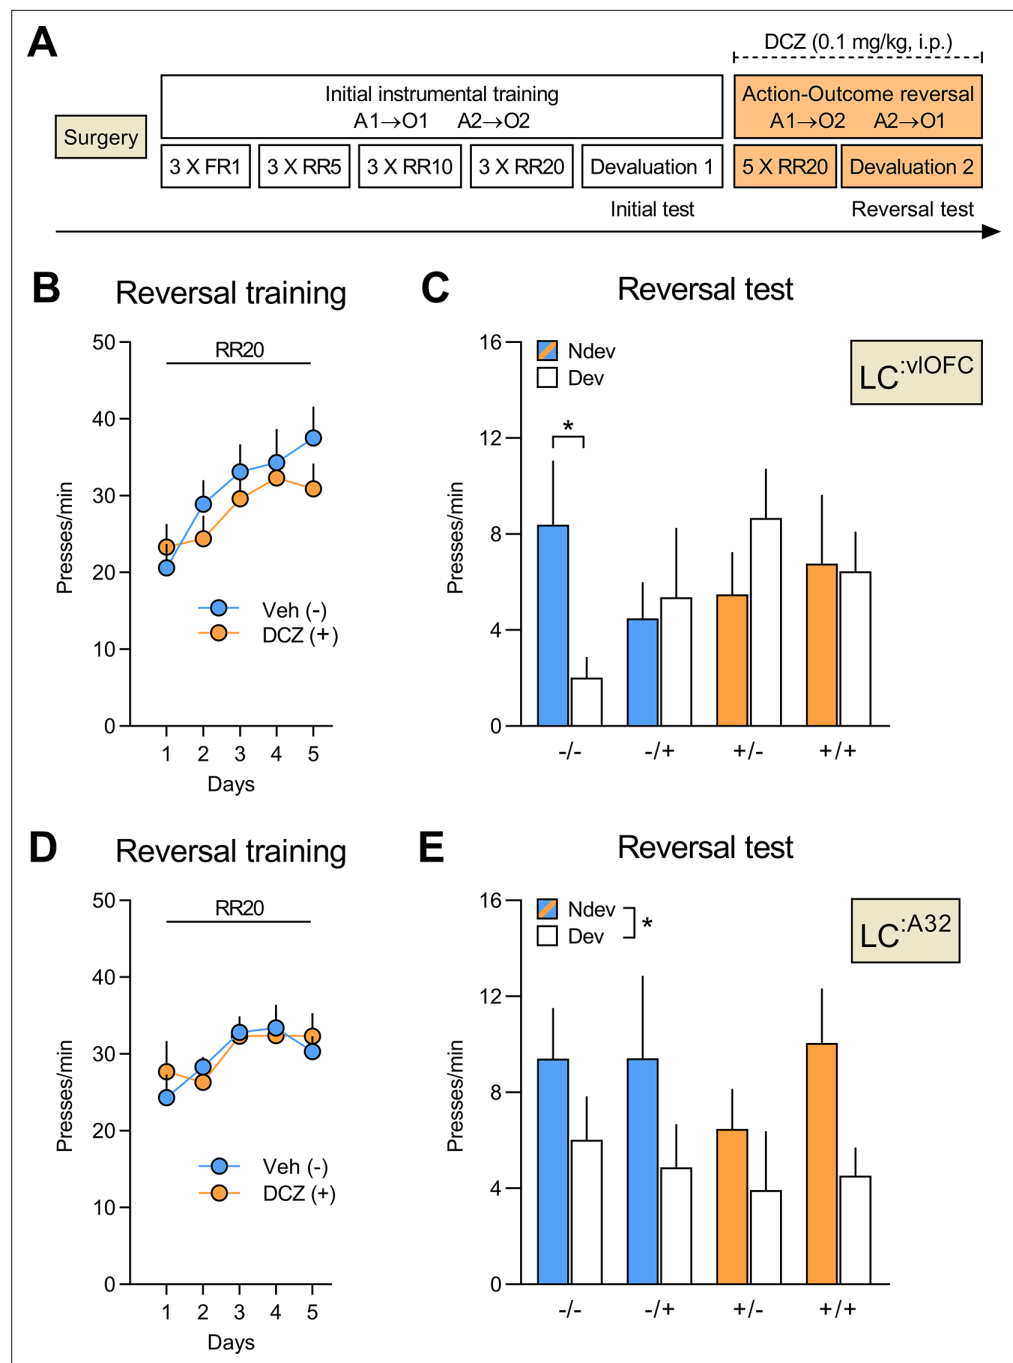 A
DCZ (0.1 mg/kg, i.p.)
Surgery
Initial instrumental training
A1→O1 A2→O2
Action-Outcome reversal
A1→O2 A2→O1
3 X FR1 3 X RR5 3 X RR10 3 X RR20 Devaluation 1 5 X RR20 Devaluation 2
Initial test Reversal test
B Reversal training
50
40
30
20
10
0
Presses/min
RR20
Veh (-)
DCZ (+)
1 2 3 4 5
Days
C Reversal test
16
12
8
4
0
Presses/min
Ndev
Dev
*
LC:vlOFC
-/- -/+ +/- +/+
D Reversal training
50
40
30
20
10
0
Presses/min
RR20
Veh (-)
DCZ (+)
1 2 3 4 5
Days
E Reversal test
16
12
8
4
0
Presses/min
Ndev
Dev
*
LC:A32
-/- -/+ +/- +/+